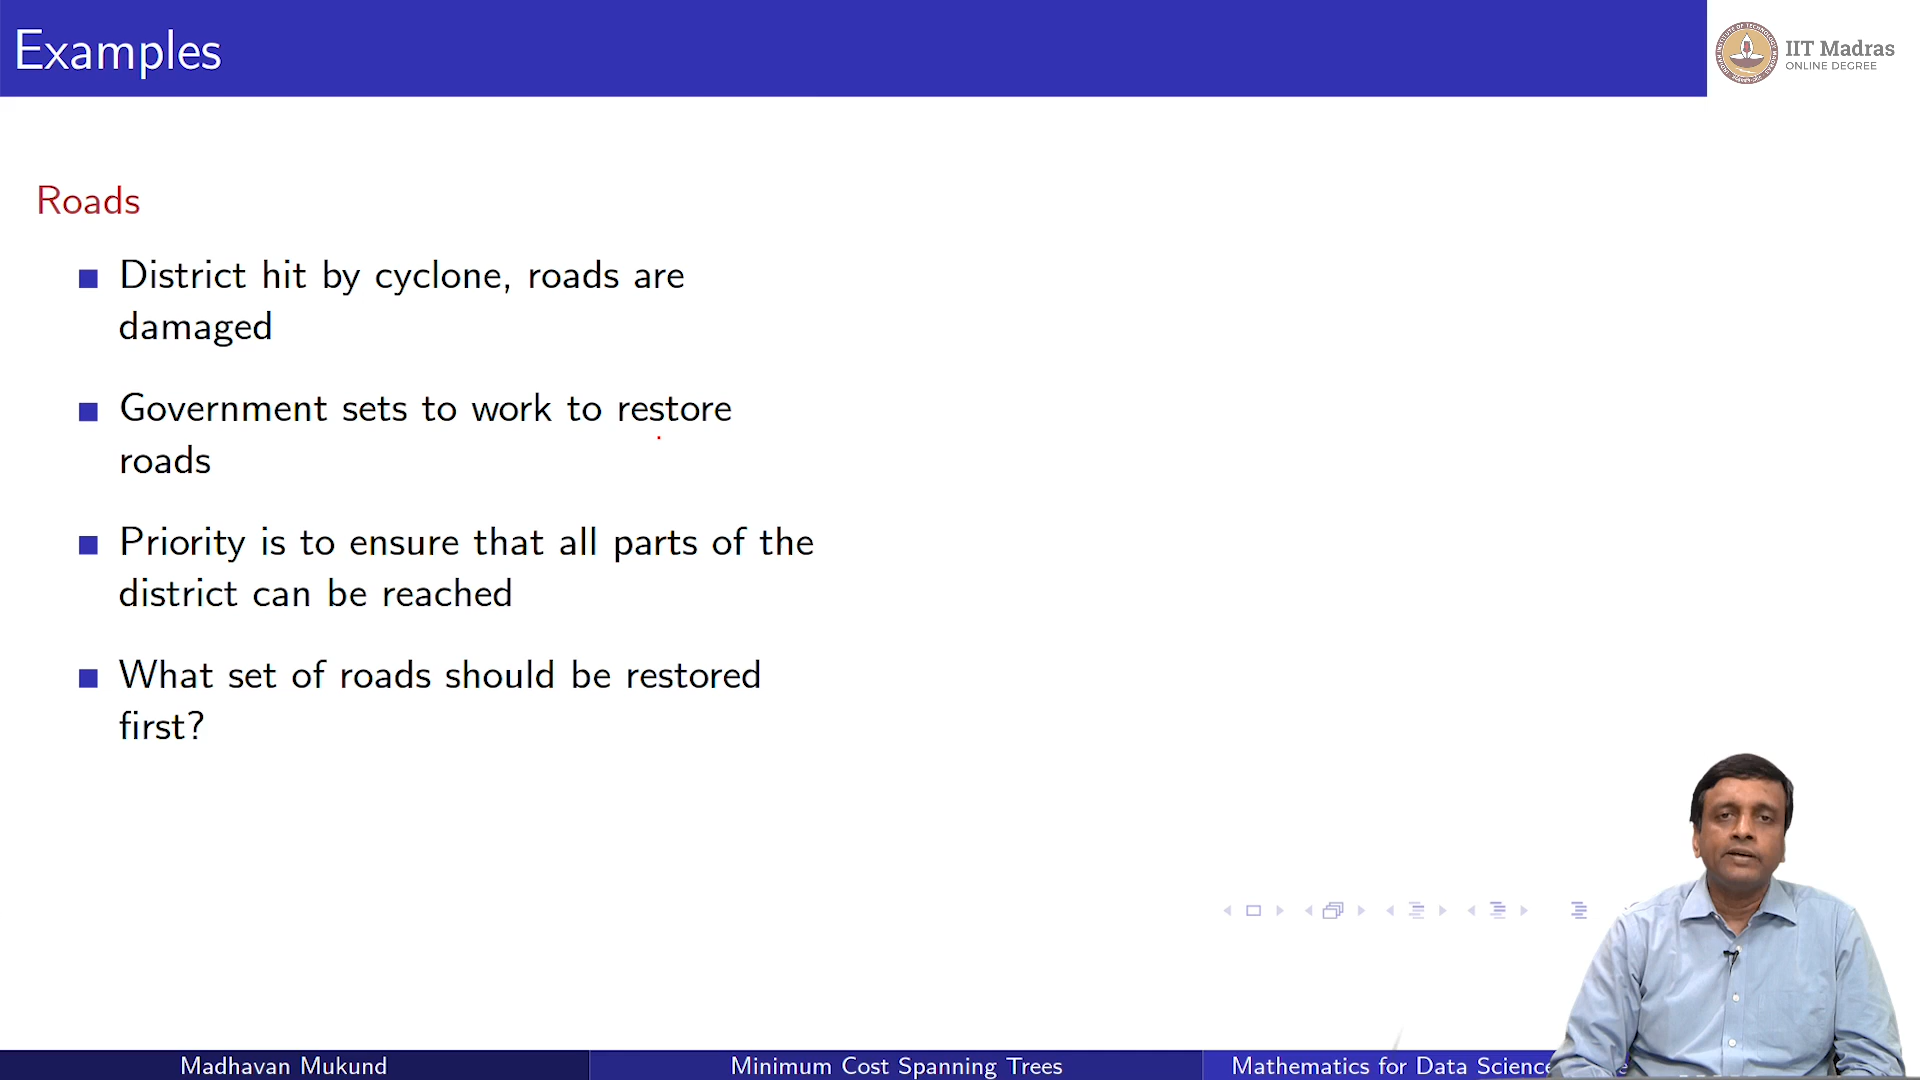 Examples
IIT Madras
ONLINE DEGREE
Roads
District hit by cyclone, roads are
damaged
Government sets to work to restore
roads
Priority is to ensure that all parts of the
district can be reached
What set of roads should be restored
first?
Madhavan Mukund
Minimum Cost Spanning Trees
Mathematics for Data Science